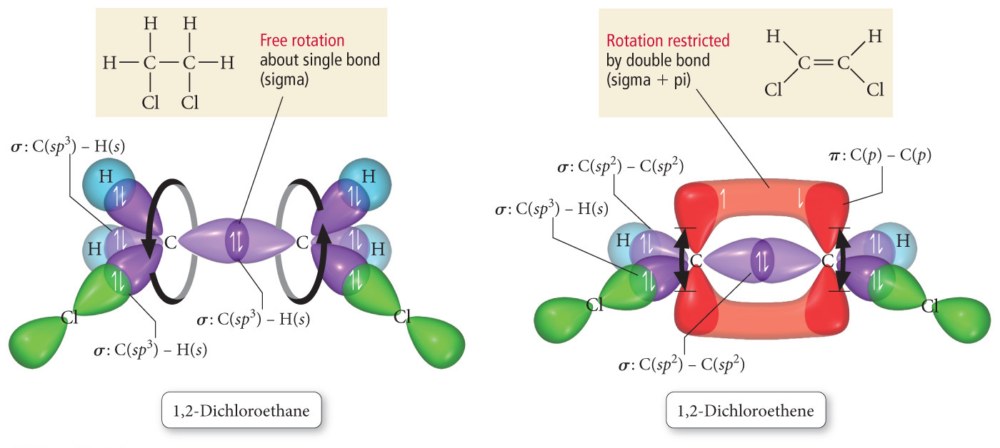 H H
H—C—C—H
Cl Cl
Free rotation
about single bond
(sigma)
σ: C(sp³) – H(s)
H
H
H
H
C
C
Cl
Cl
σ: C(sp³) – H(s)
σ: C(sp³) – H(s)
1,2-Dichloroethane
Rotation restricted
by double bond
(sigma + pi)
H H
C=C
Cl Cl
σ: C(sp²) – C(sp²)
π: C(p) – C(p)
σ: C(sp³) – H(s)
H
H
C
C
Cl
Cl
σ: C(sp²) – C(sp²)
1,2-Dichloroethene